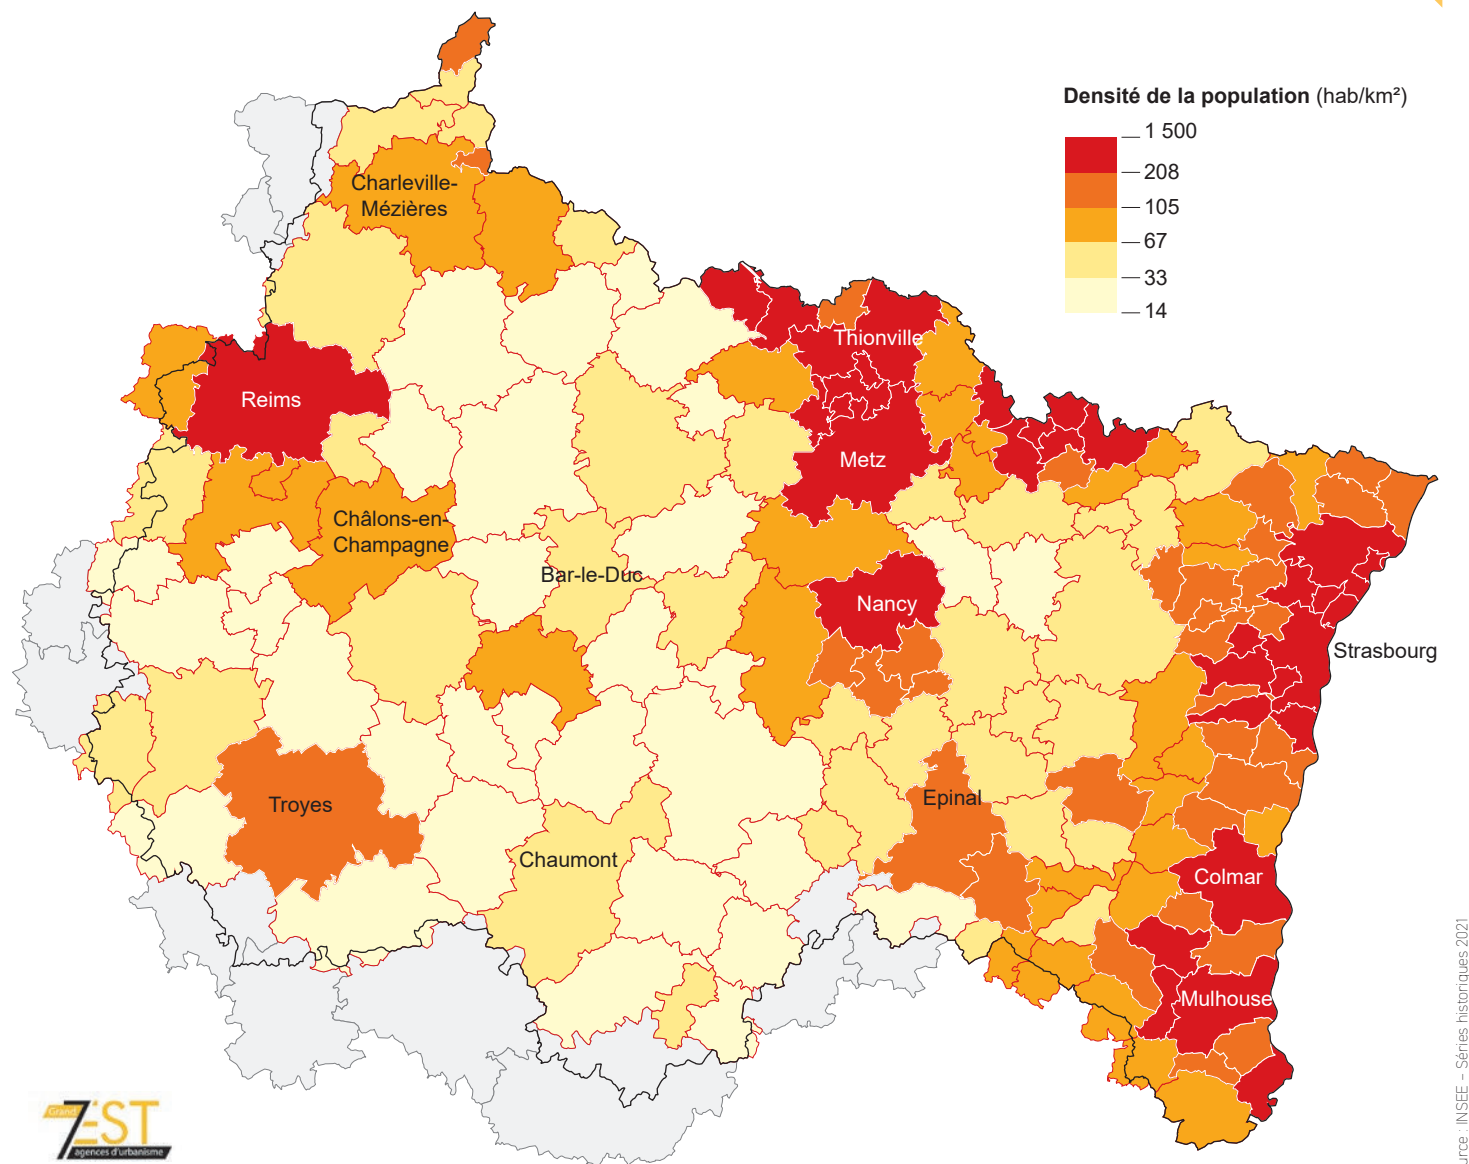 Densité de la population (hab/km²)
1 500
208
105
67
33
14
Charleville-
Mézières
Thionville
Reims
Metz
Châlons-en-
Champagne
Bar-le-Duc
Nancy
Strasbourg
Troyes
Epinal
Chaumont
Colmar
Mulhouse
Grand
7EST
agences d'urbanisme
urce : INSEE - Séries historiques 2021